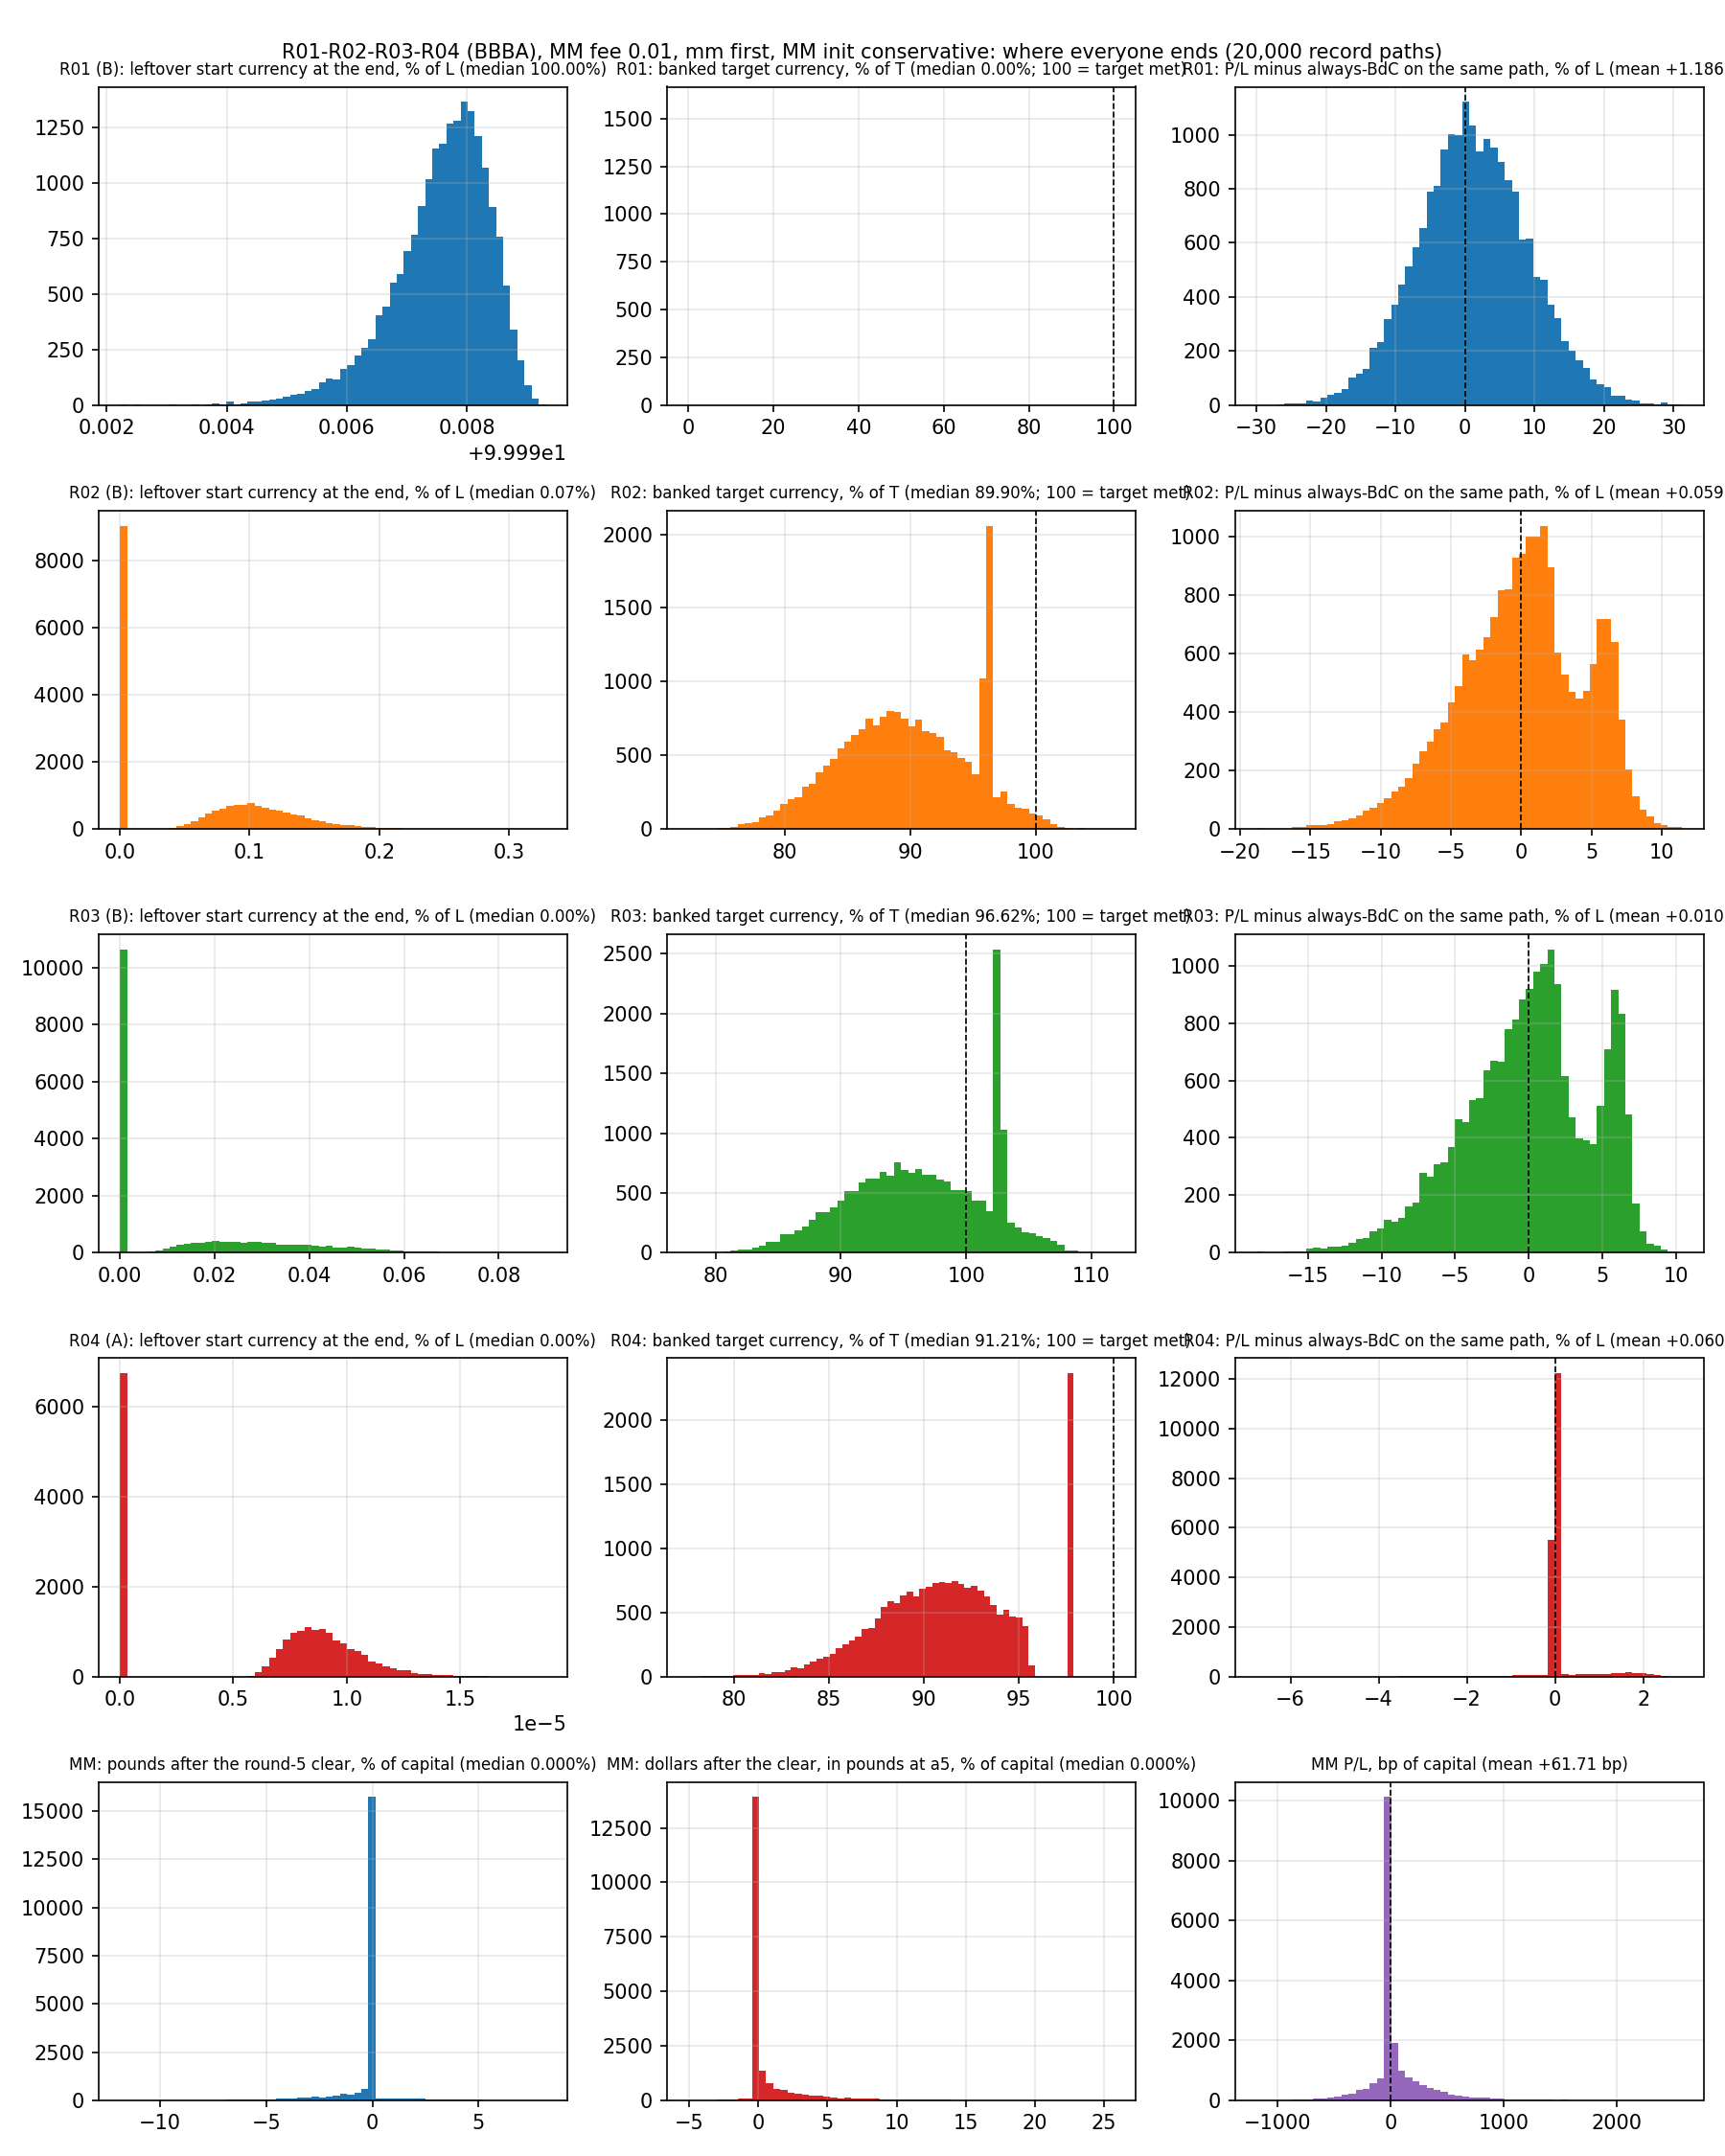 R01-R02-R03-R04 (BBBA), MM fee 0.01, mm first, MM init conservative: where everyone ends (20,000 record paths)
R01 (B): leftover start currency at the end, % of L (median 100.00%)
0 250 500 750 1000 1250
0.002 0.004 0.006 0.008
+9.999e1
R01: banked target currency, % of T (median 0.00%; 100 = target met)
0 250 500 750 1000 1250 1500
0 20 40 60 80 100
R01: P/L minus always-BdC on the same path, % of L (mean +1.186
0 200 400 600 800 1000
−30 −20 −10 0 10 20 30
R02 (B): leftover start currency at the end, % of L (median 0.07%)
0 2000 4000 6000 8000
0.0 0.1 0.2 0.3
R02: banked target currency, % of T (median 89.90%; 100 = target met)
0 500 1000 1500 2000
80 90 100
R02: P/L minus always-BdC on the same path, % of L (mean +0.059
0 200 400 600 800 1000
−20 −15 −10 −5 0 5 10
R03 (B): leftover start currency at the end, % of L (median 0.00%)
0 2000 4000 6000 8000 10000
0.00 0.02 0.04 0.06 0.08
R03: banked target currency, % of T (median 96.62%; 100 = target met)
0 500 1000 1500 2000 2500
80 90 100 110
R03: P/L minus always-BdC on the same path, % of L (mean +0.010
0 200 400 600 800 1000
−15 −10 −5 0 5 10
R04 (A): leftover start currency at the end, % of L (median 0.00%)
0 2000 4000 6000
0.0 0.5 1.0 1.5
1e−5
R04: banked target currency, % of T (median 91.21%; 100 = target met)
0 500 1000 1500 2000
80 85 90 95 100
R04: P/L minus always-BdC on the same path, % of L (mean +0.060
0 2000 4000 6000 8000 10000 12000
−6 −4 −2 0 2
MM: pounds after the round-5 clear, % of capital (median 0.000%)
0 2500 5000 7500 10000 12500 15000
−10 −5 0 5
MM: dollars after the clear, in pounds at a5, % of capital (median 0.000%)
0 2500 5000 7500 10000 12500
−5 0 5 10 15 20 25
MM P/L, bp of capital (mean +61.71 bp)
0 2000 4000 6000 8000 10000
−1000 0 1000 2000